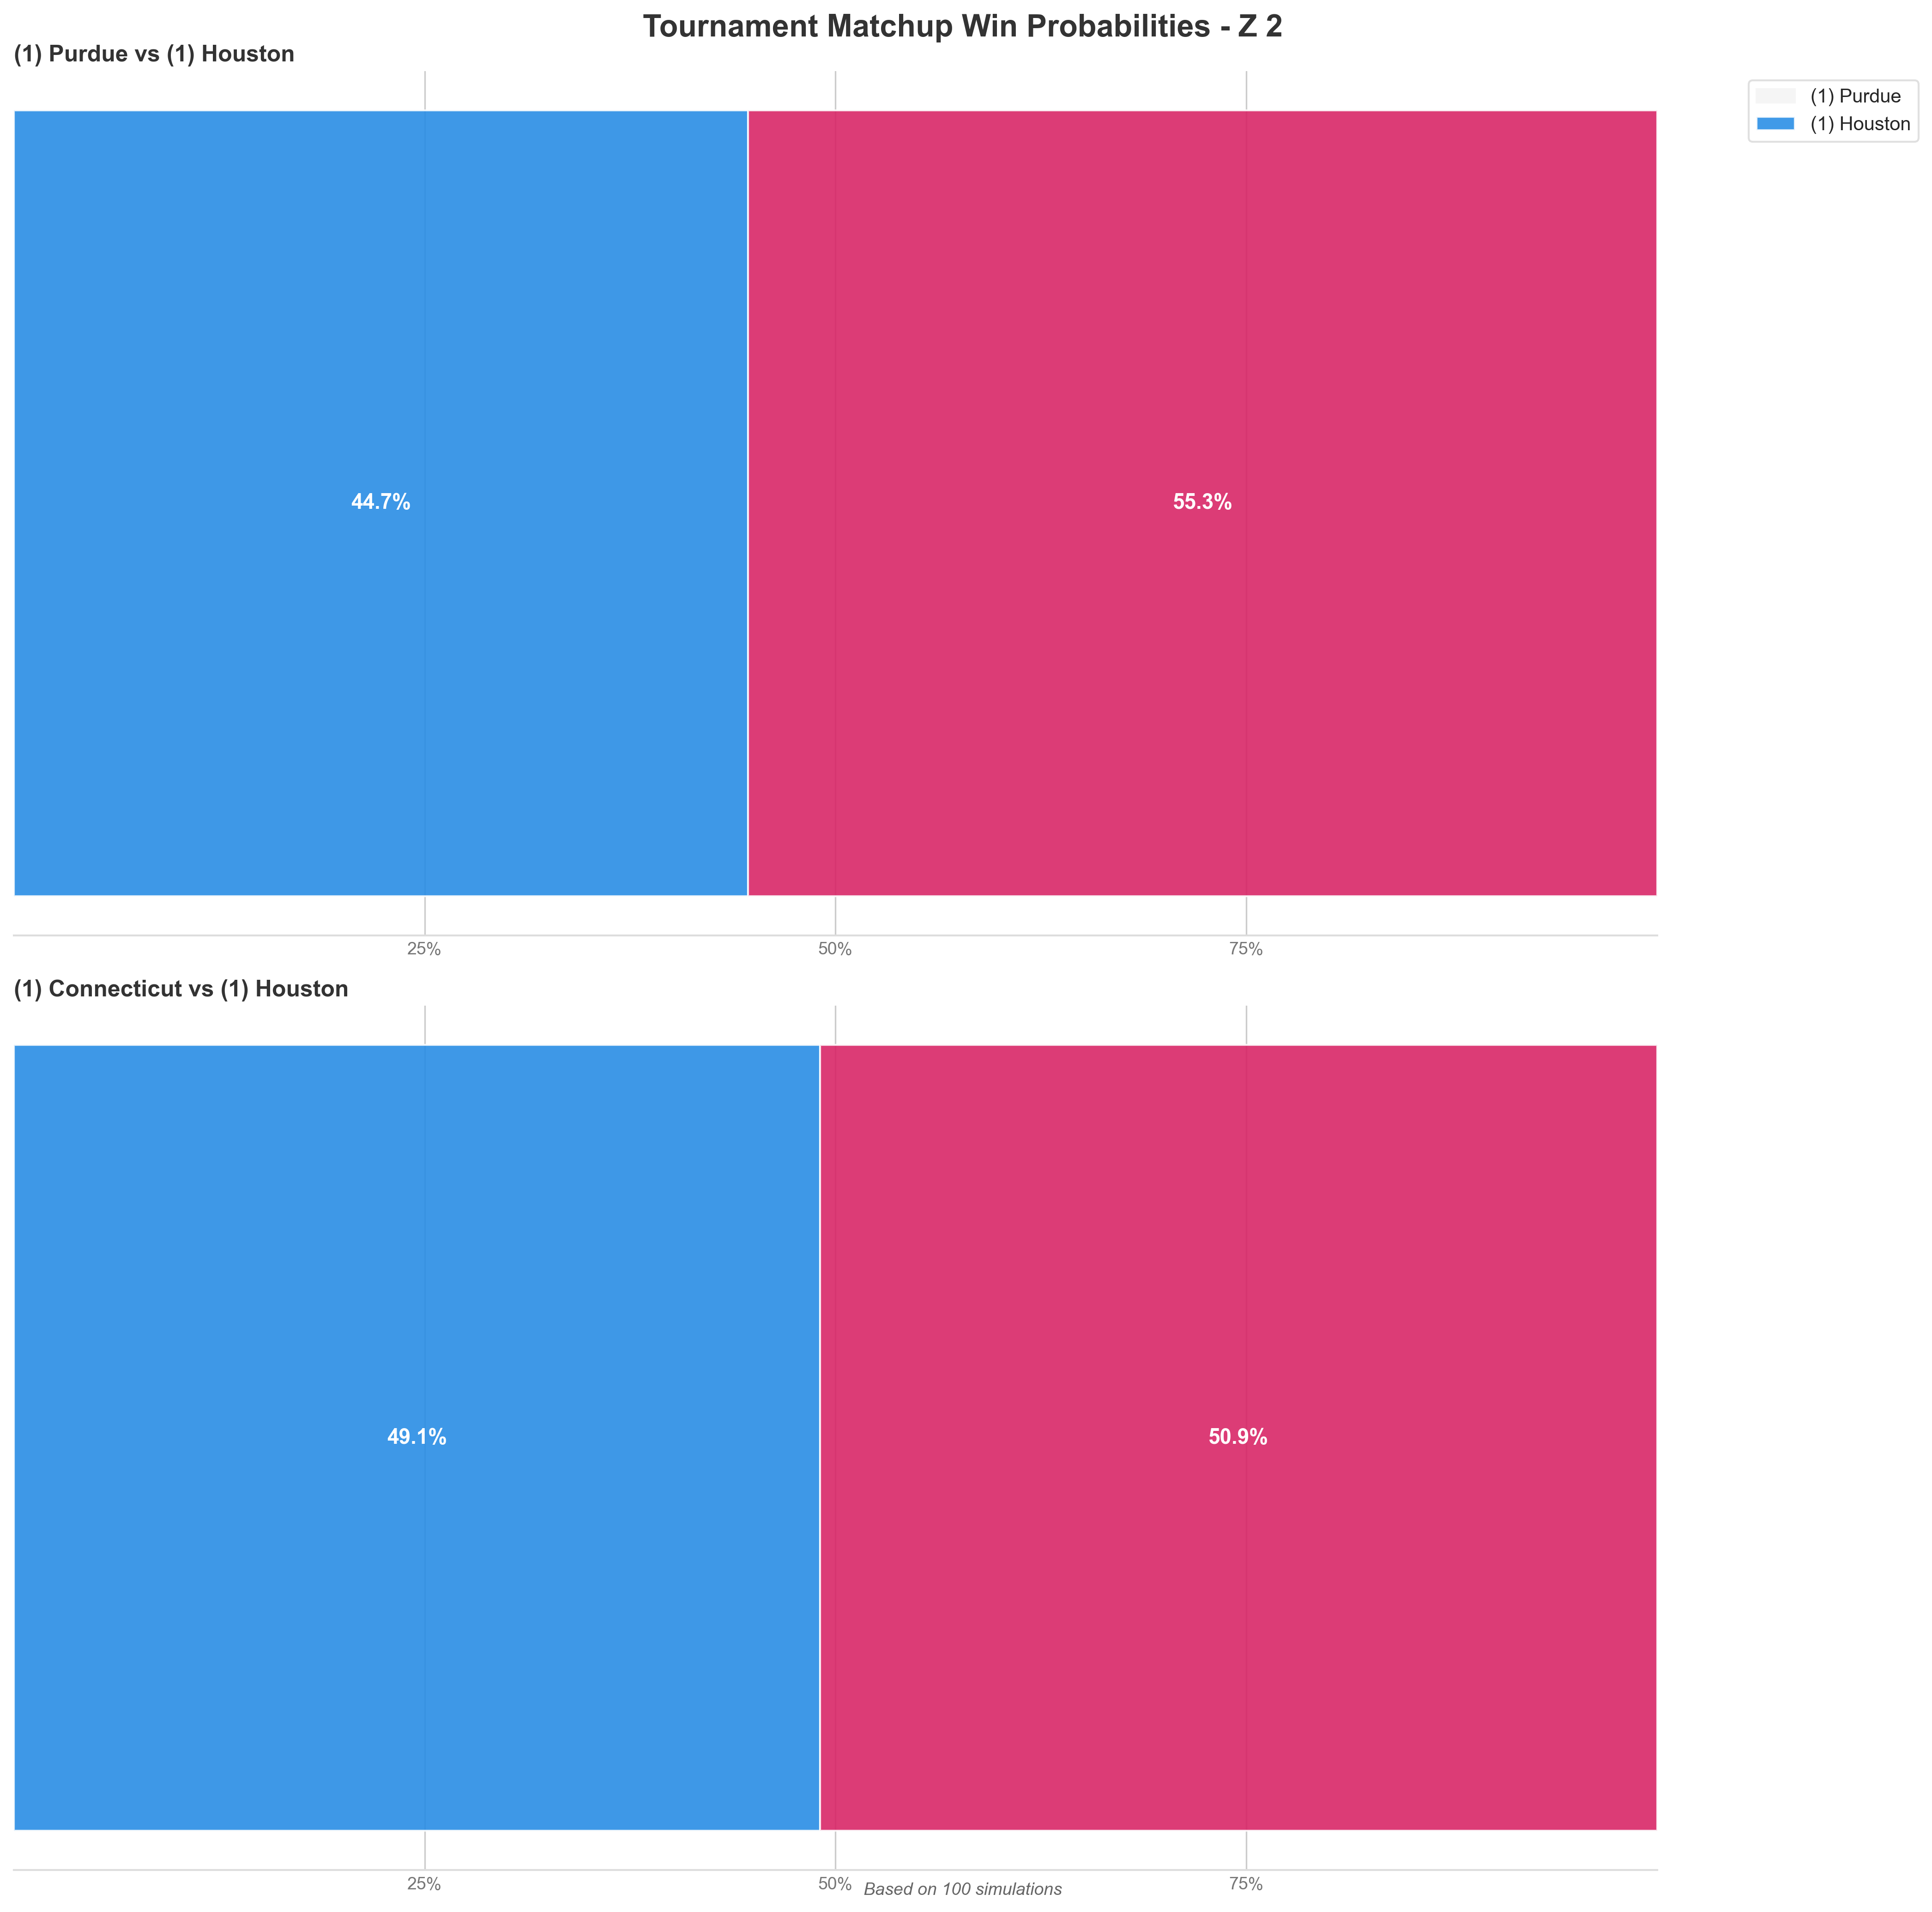 Tournament Matchup Win Probabilities - Z 2
(1) Purdue vs (1) Houston
(1) Purdue
(1) Houston
44.7%
55.3%
25%
50%
75%
(1) Connecticut vs (1) Houston
49.1%
50.9%
25%
50%
75%
Based on 100 simulations